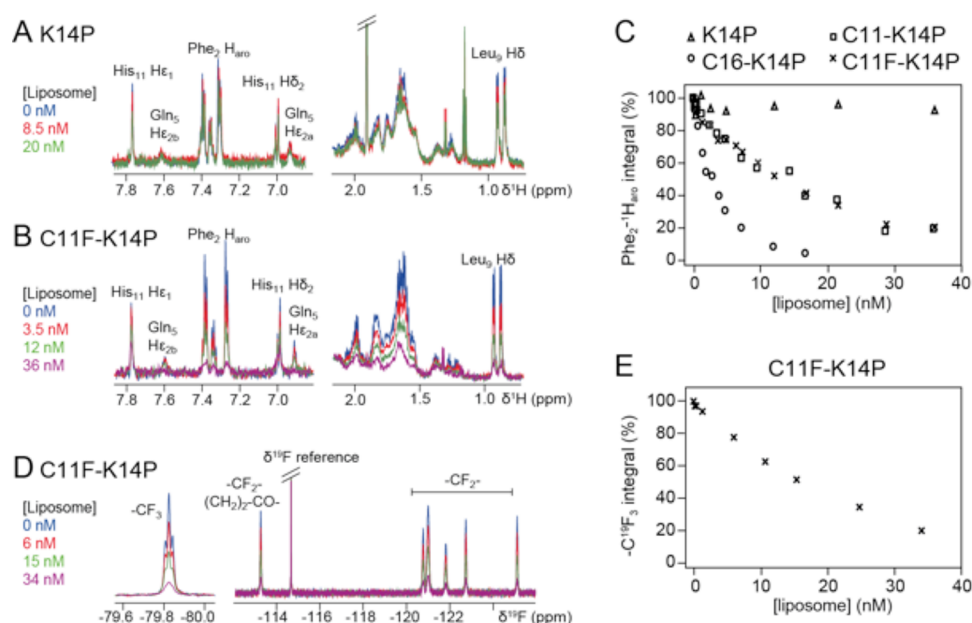 A K14P
[Liposome]
0 nM
8.5 nM
20 nM
His11 Hε1
Gln5
Hε2b
Phe2 Haro
His11 Hδ2
Gln5
Hε2a
Leu9 Hδ
7.8 7.6 7.4 7.2 7.0
2.0 1.5 1.0 δ1H (ppm)
B C11F-K14P
[Liposome]
0 nM
3.5 nM
12 nM
36 nM
His11 Hε1
Gln5
Hε2b
Phe2 Haro
His11 Hδ2
Gln5
Hε2a
Leu9 Hδ
7.8 7.6 7.4 7.2 7.0
2.0 1.5 1.0 δ1H (ppm)
C
K14P C11-K14P
C16-K14P C11F-K14P
Phe2-1Haro integral (%)
100
80
60
40
20
0
0 10 20 30 40
[liposome] (nM)
D C11F-K14P
[Liposome]
0 nM
6 nM
15 nM
34 nM
-CF3
-CF2-
(CH2)2-CO-
δ19F reference
-CF2-
-79.6 -79.8 -80.0
-114 -116 -118 -120 -122 δ19F (ppm)
E C11F-K14P
-C19F3 integral (%)
100
80
60
40
20
0
0 10 20 30 40
[liposome] (nM)